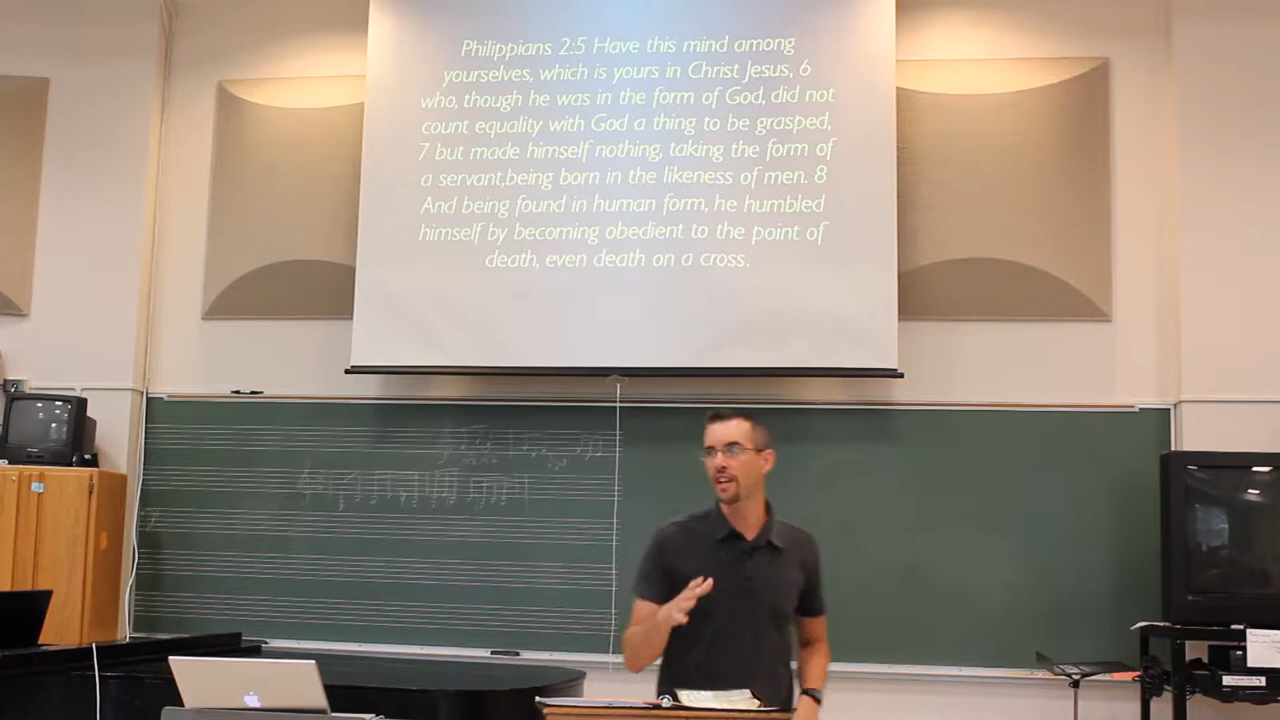 Philippians 2:5 Have this mind among
yourselves, which is yours in Christ Jesus, 6
who, though he was in the form of God, did not
count equality with God a thing to be grasped,
7 but made himself nothing, taking the form of
a servant,being born in the likeness of men. 8
And being found in human form, he humbled
himself by becoming obedient to the point of
death, even death on a cross.